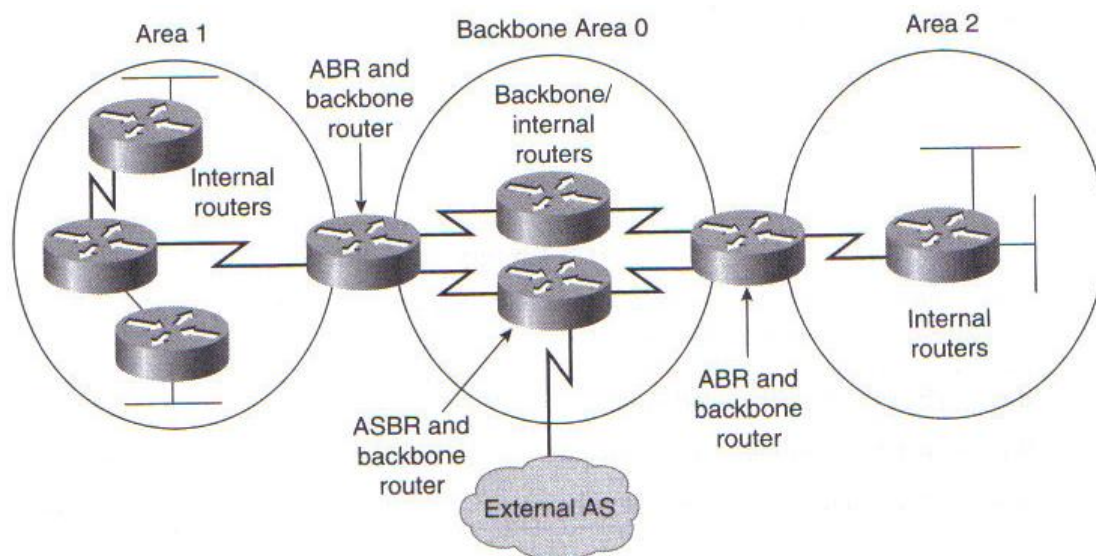 Area 1
Backbone Area 0
Area 2
ABR and
backbone
router
Backbone/
internal
routers
Internal
routers
Internal
routers
ASBR and
backbone
router
ABR and
backbone
router
External AS